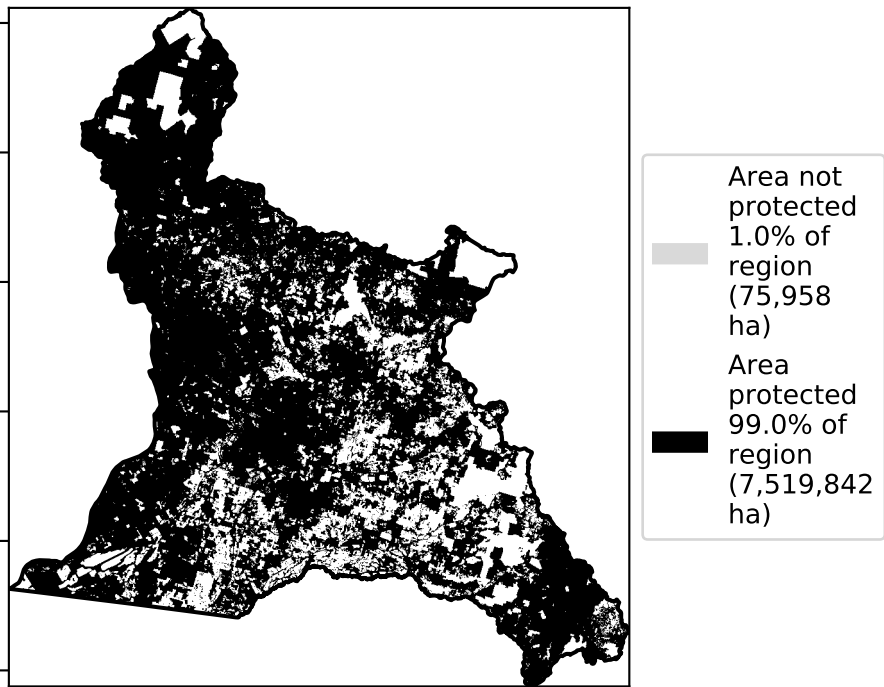 Area not
protected
1.0% of
region
(75,958
ha)
Area
protected
99.0% of
region
(7,519,842
ha)